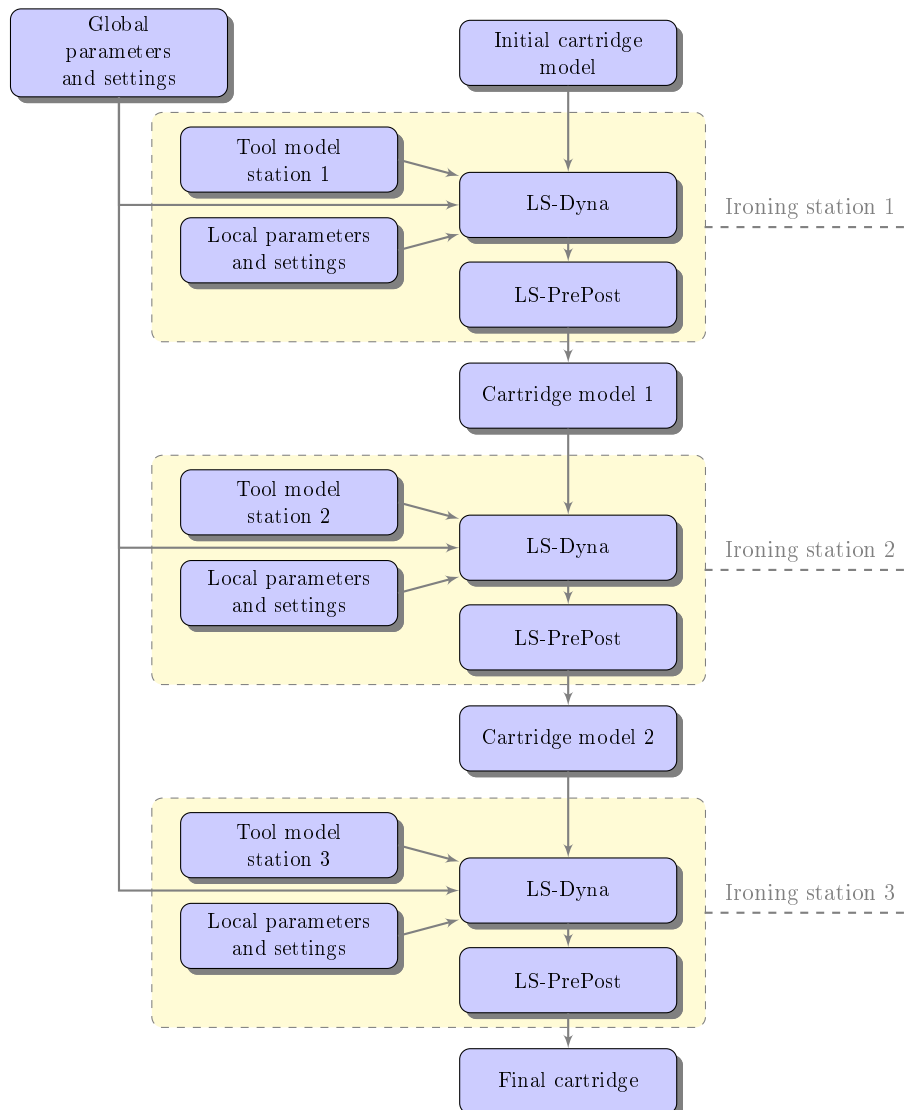 Global
parameters
and settings
Initial cartridge
model
Tool model
station 1
LS-Dyna
Ironing station 1
Local parameters
and settings
LS-PrePost
Cartridge model 1
Tool model
station 2
LS-Dyna
Ironing station 2
Local parameters
and settings
LS-PrePost
Cartridge model 2
Tool model
station 3
LS-Dyna
Ironing station 3
Local parameters
and settings
LS-PrePost
Final cartridge